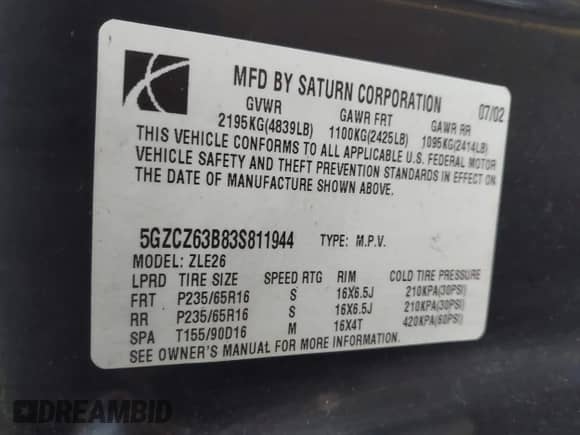 MFD BY SATURN CORPORATION 07/02
GVWR GAWR FRT GAWR RR
2195KG(4839LB) 1100KG(2425LB) 1095KG(2414LB)
THIS VEHICLE CONFORMS TO ALL APPLICABLE U.S. FEDERAL MOTOR
VEHICLE SAFETY AND THEFT PREVENTION STANDARDS IN EFFECT ON
THE DATE OF MANUFACTURE SHOWN ABOVE.
5GZCZ63B83S811944 TYPE: M.P.V.
MODEL: ZLE26
LPRD TIRE SIZE SPEED RTG RIM COLD TIRE PRESSURE
FRT P235/65R16 S 16X6.5J 210KPA(30PSI)
RR P235/65R16 S 16X6.5J 210KPA(30PSI)
SPA T155/90D16 M 16X4T 420KPA(60PSI)
SEE OWNER'S MANUAL FOR MORE INFORMATION.
DREAMBID